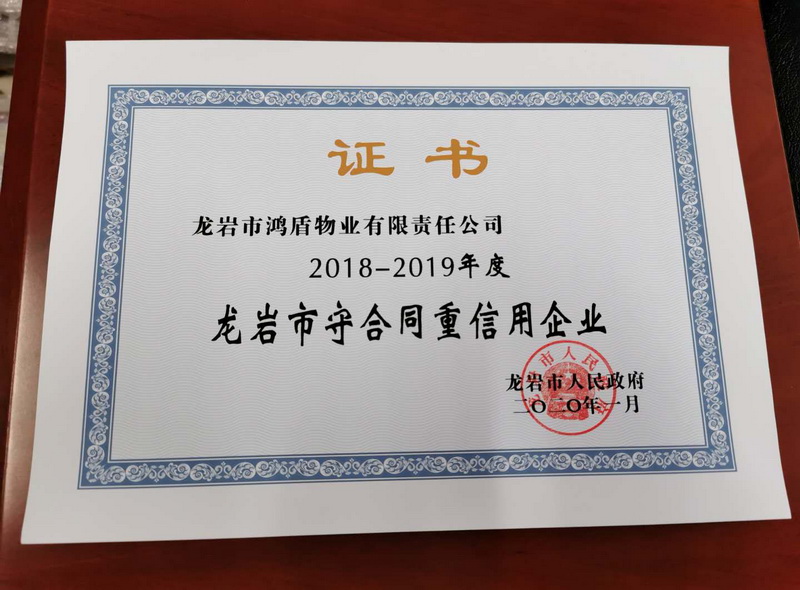 证书
龙岩市鸿盾物业有限责任公司
2018-2019年度
龙岩市守合同重信用企业
龙岩市人民政府
二〇二〇年一月